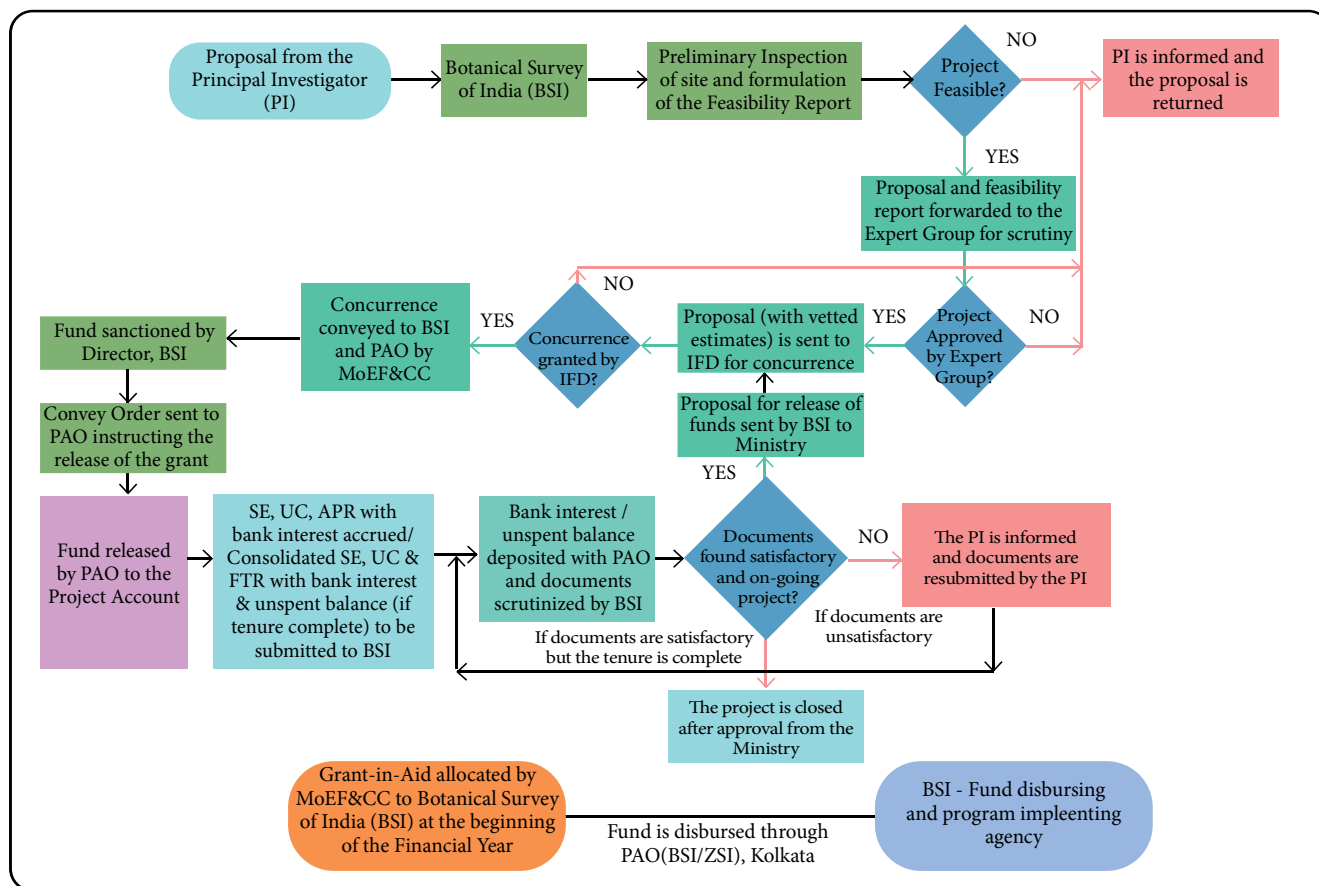 Proposal from the
Principal Investigator
(PI)
Botanical Survey
of India (BSI)
Preliminary Inspection
of site and formulation
of the Feasibility Report
Project
Feasible?
NO
PI is informed and
the proposal is
returned
YES
Proposal and feasibility
report forwarded to the
Expert Group for scrutiny
Project
Approved
by Expert
Group?
NO
YES
Proposal (with vetted
estimates) is sent to
IFD for concurrence
NO
Concurrence
granted by
IFD?
YES
Concurrence
conveyed to BSI
and PAO by
MoEF&CC
Fund sanctioned by
Director, BSI
Convey Order sent to
PAO instructing the
release of the grant
Fund released
by PAO to the
Project Account
SE, UC, APR with
bank interest accrued/
Consolidated SE, UC &
FTR with bank interest
& unspent balance (if
tenure complete) to be
submitted to BSI
Bank interest /
unspent balance
deposited with PAO
and documents
scrutinized by BSI
Documents
found satisfactory
and on-going
project?
YES
Proposal for release of
funds sent by BSI to
Ministry
NO
The PI is informed
and documents are
resubmitted by the PI
If documents are
unsatisfactory
If documents are satisfactory
but the tenure is complete
The project is closed
after approval from the
Ministry
Grant-in-Aid allocated by
MoEF&CC to Botanical Survey
of India (BSI) at the beginning
of the Financial Year
Fund is disbursed through
PAO(BSI/ZSI), Kolkata
BSI - Fund disbursing
and program impleenting
agency